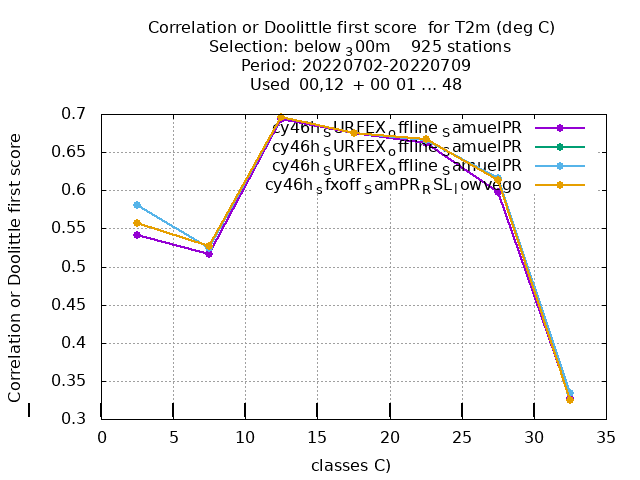 Correlation or Doolittle first score  for T2m (deg C)
Selection: below ₃00m    925 stations
Period: 20220702-20220709
Used  00,12  + 00 01 ... 48
Correlation or Doolittle first score
0.7
0.65
0.6
0.55
0.5
0.45
0.4
0.35
0.3
cy46h_SURFEX_offline_SamuelPR
cy46h_SURFEX_offline_SamuelPR
cy46h_SURFEX_offline_SamuelPR
cy46h_sfxoff_SamPR_RSL_lowvego
0 5 10 15 20 25 30 35
classes C)